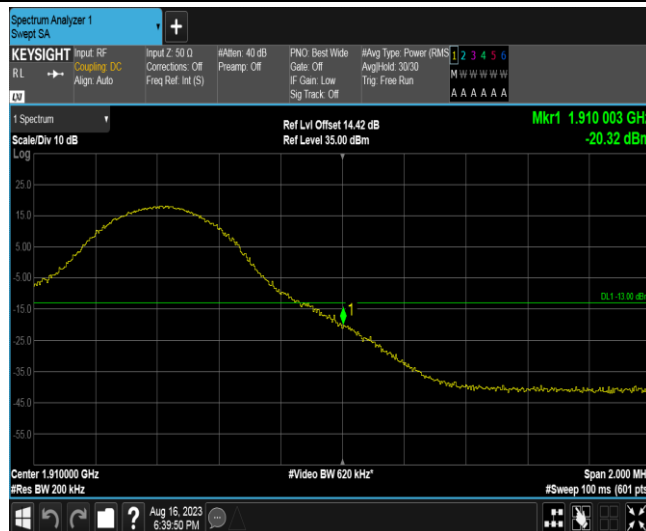 Spectrum Analyzer 1
Swept SA
+
KEYSIGHT
RL
Input: RF
Coupling: DC
Align: Auto
Input Z: 50 Ω
Corrections: Off
Freq Ref: Int (S)
#Atten: 40 dB
Preamp: Off
PNO: Best Wide
Gate: Off
IF Gain: Low
Sig Track: Off
#Avg Type: Power (RMS
Avg|Hold: 30/30
Trig: Free Run
1 2 3 4 5 6
M W W W W W
A A A A A A
LXI
1 Spectrum
Scale/Div 10 dB
Ref Lvl Offset 14.42 dB
Ref Level 35.00 dBm
Mkr1 1.910 003 GHz
-20.32 dBm
Log
25.0
15.0
5.00
-5.00
-15.0
-25.0
-35.0
-45.0
-55.0
DL1 -13.00 dBm
1
Center 1.910000 GHz
#Res BW 200 kHz
#Video BW 620 kHz*
Span 2.000 MH
#Sweep 100 ms (601 pts
?
Aug 16, 2023
6:39:50 PM